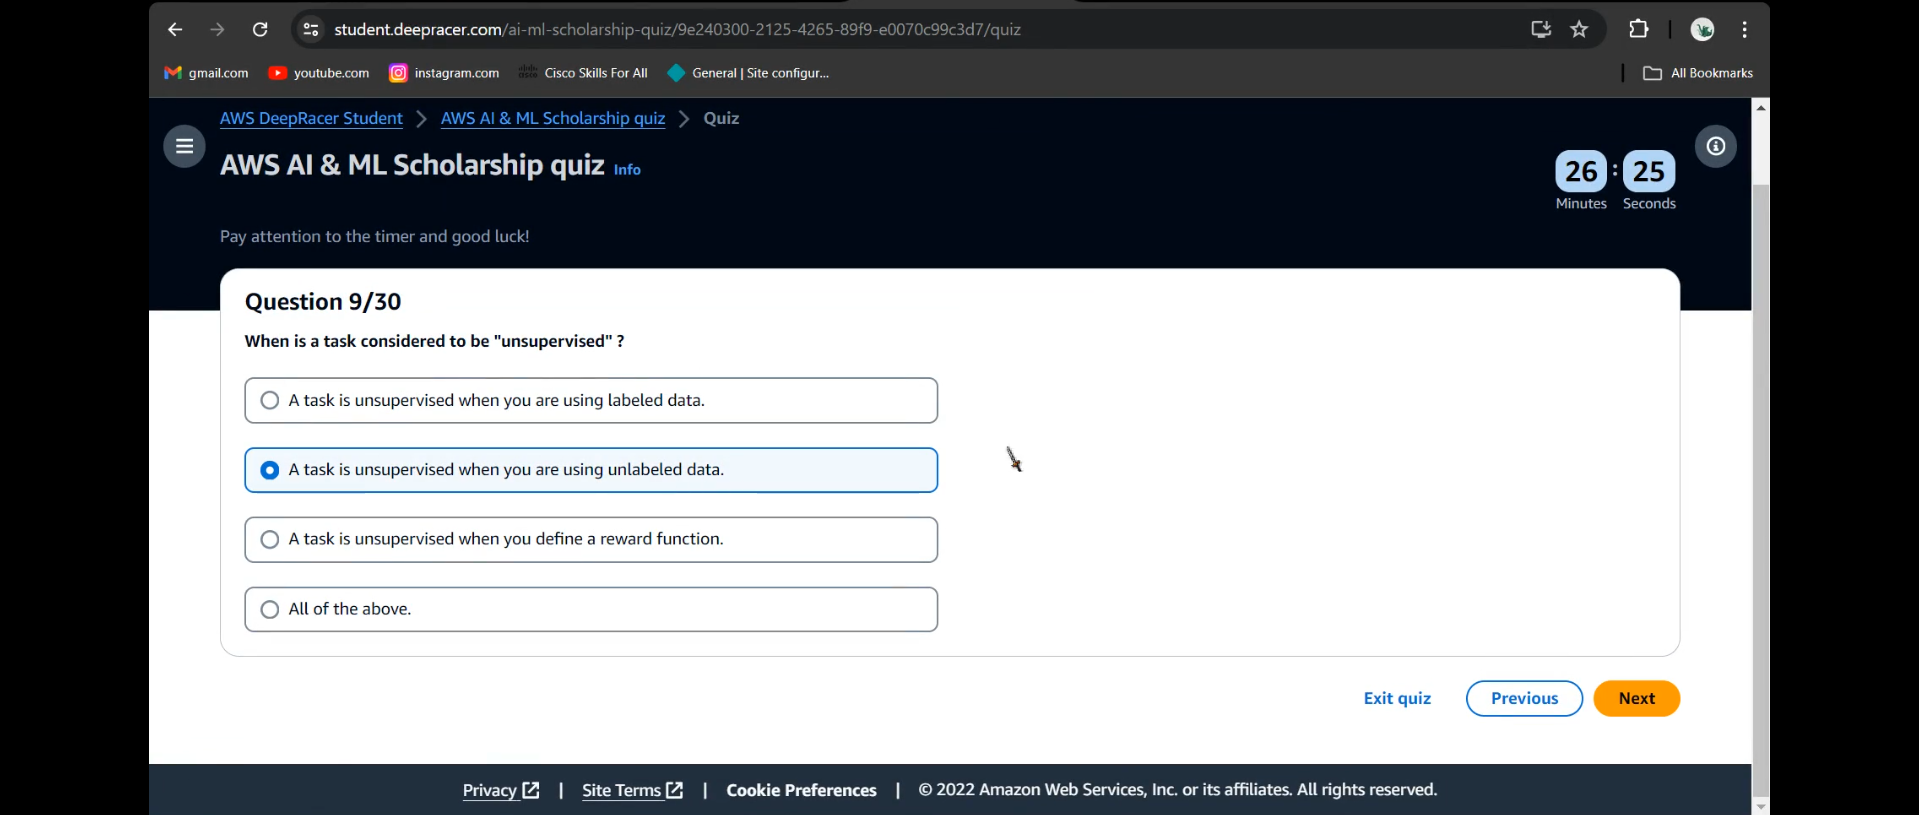 student.deepracer.com/ai-ml-scholarship-quiz/9e240300-2125-4265-89f9-e0070c99c3d7/quiz
gmail.com youtube.com instagram.com Cisco Skills For All General | Site configur... All Bookmarks
AWS DeepRacer Student > AWS AI & ML Scholarship quiz > Quiz
AWS AI & ML Scholarship quiz Info
26 : 25
Minutes Seconds
Pay attention to the timer and good luck!
Question 9/30
When is a task considered to be "unsupervised" ?
A task is unsupervised when you are using labeled data.
A task is unsupervised when you are using unlabeled data.
A task is unsupervised when you define a reward function.
All of the above.
Exit quiz Previous Next
Privacy | Site Terms | Cookie Preferences | © 2022 Amazon Web Services, Inc. or its affiliates. All rights reserved.